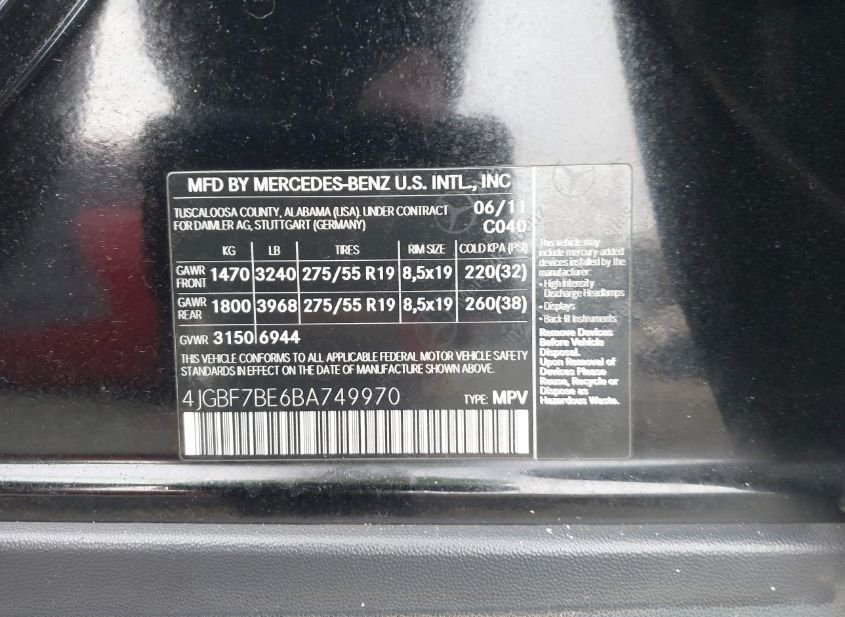 MFD BY MERCEDES-BENZ U.S. INTL., INC
TUSCALOOSA COUNTY, ALABAMA (USA). UNDER CONTRACT 06/11
FOR DAIMLER AG, STUTTGART (GERMANY) C040
KG LB TIRES RIM SIZE COLD KPA (PSI)
GAWR FRONT 1470 3240 275/55 R19 8,5x19 220(32)
GAWR REAR 1800 3968 275/55 R19 8,5x19 260(38)
GVWR 3150 6944
THIS VEHICLE CONFORMS TO ALL APPLICABLE FEDERAL MOTOR VEHICLE SAFETY
STANDARDS IN EFFECT ON THE DATE OF MANUFACTURE SHOWN ABOVE.
4JGBF7BE6BA749970 TYPE: MPV
This vehicle may
include mercury-added
devices installed by the
manufacturer:
• High Intensity
Discharge Headlamps
• Displays
• Back-lit Instruments
Remove Devices
Before Vehicle
Disposal.
Upon Removal of
Devices Please
Reuse, Recycle or
Dispose as
Hazardous Waste.